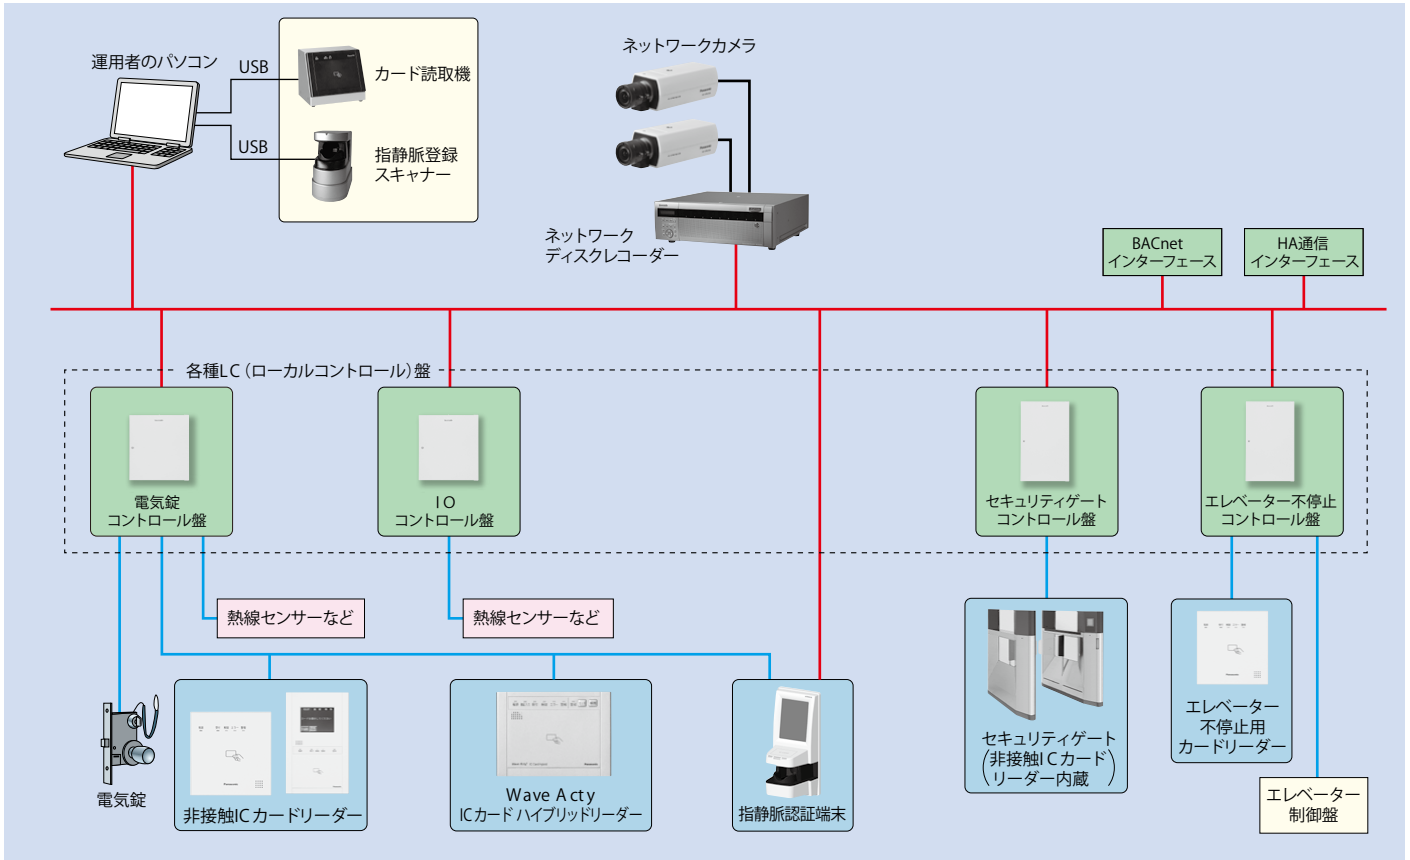 運用者のパソコン
USB
カード読取機
USB
指静脈登録
スキャナー
ネットワークカメラ
ネットワーク
ディスクレコーダー
BACnet
インターフェース
HA通信
インターフェース
各種LC（ローカルコントロール）盤
電気錠
コントロール盤
IO
コントロール盤
セキュリティゲート
コントロール盤
エレベーター不停止
コントロール盤
熱線センサーなど
熱線センサーなど
電気錠
Panasonic
非接触ICカードリーダー
Panasonic
Wave Acty
ICカード ハイブリッドリーダー
指静脈認証端末
セキュリティゲート
（非接触ICカード
リーダー内蔵）
Panasonic
エレベーター
不停止用
カードリーダー
エレベーター
制御盤